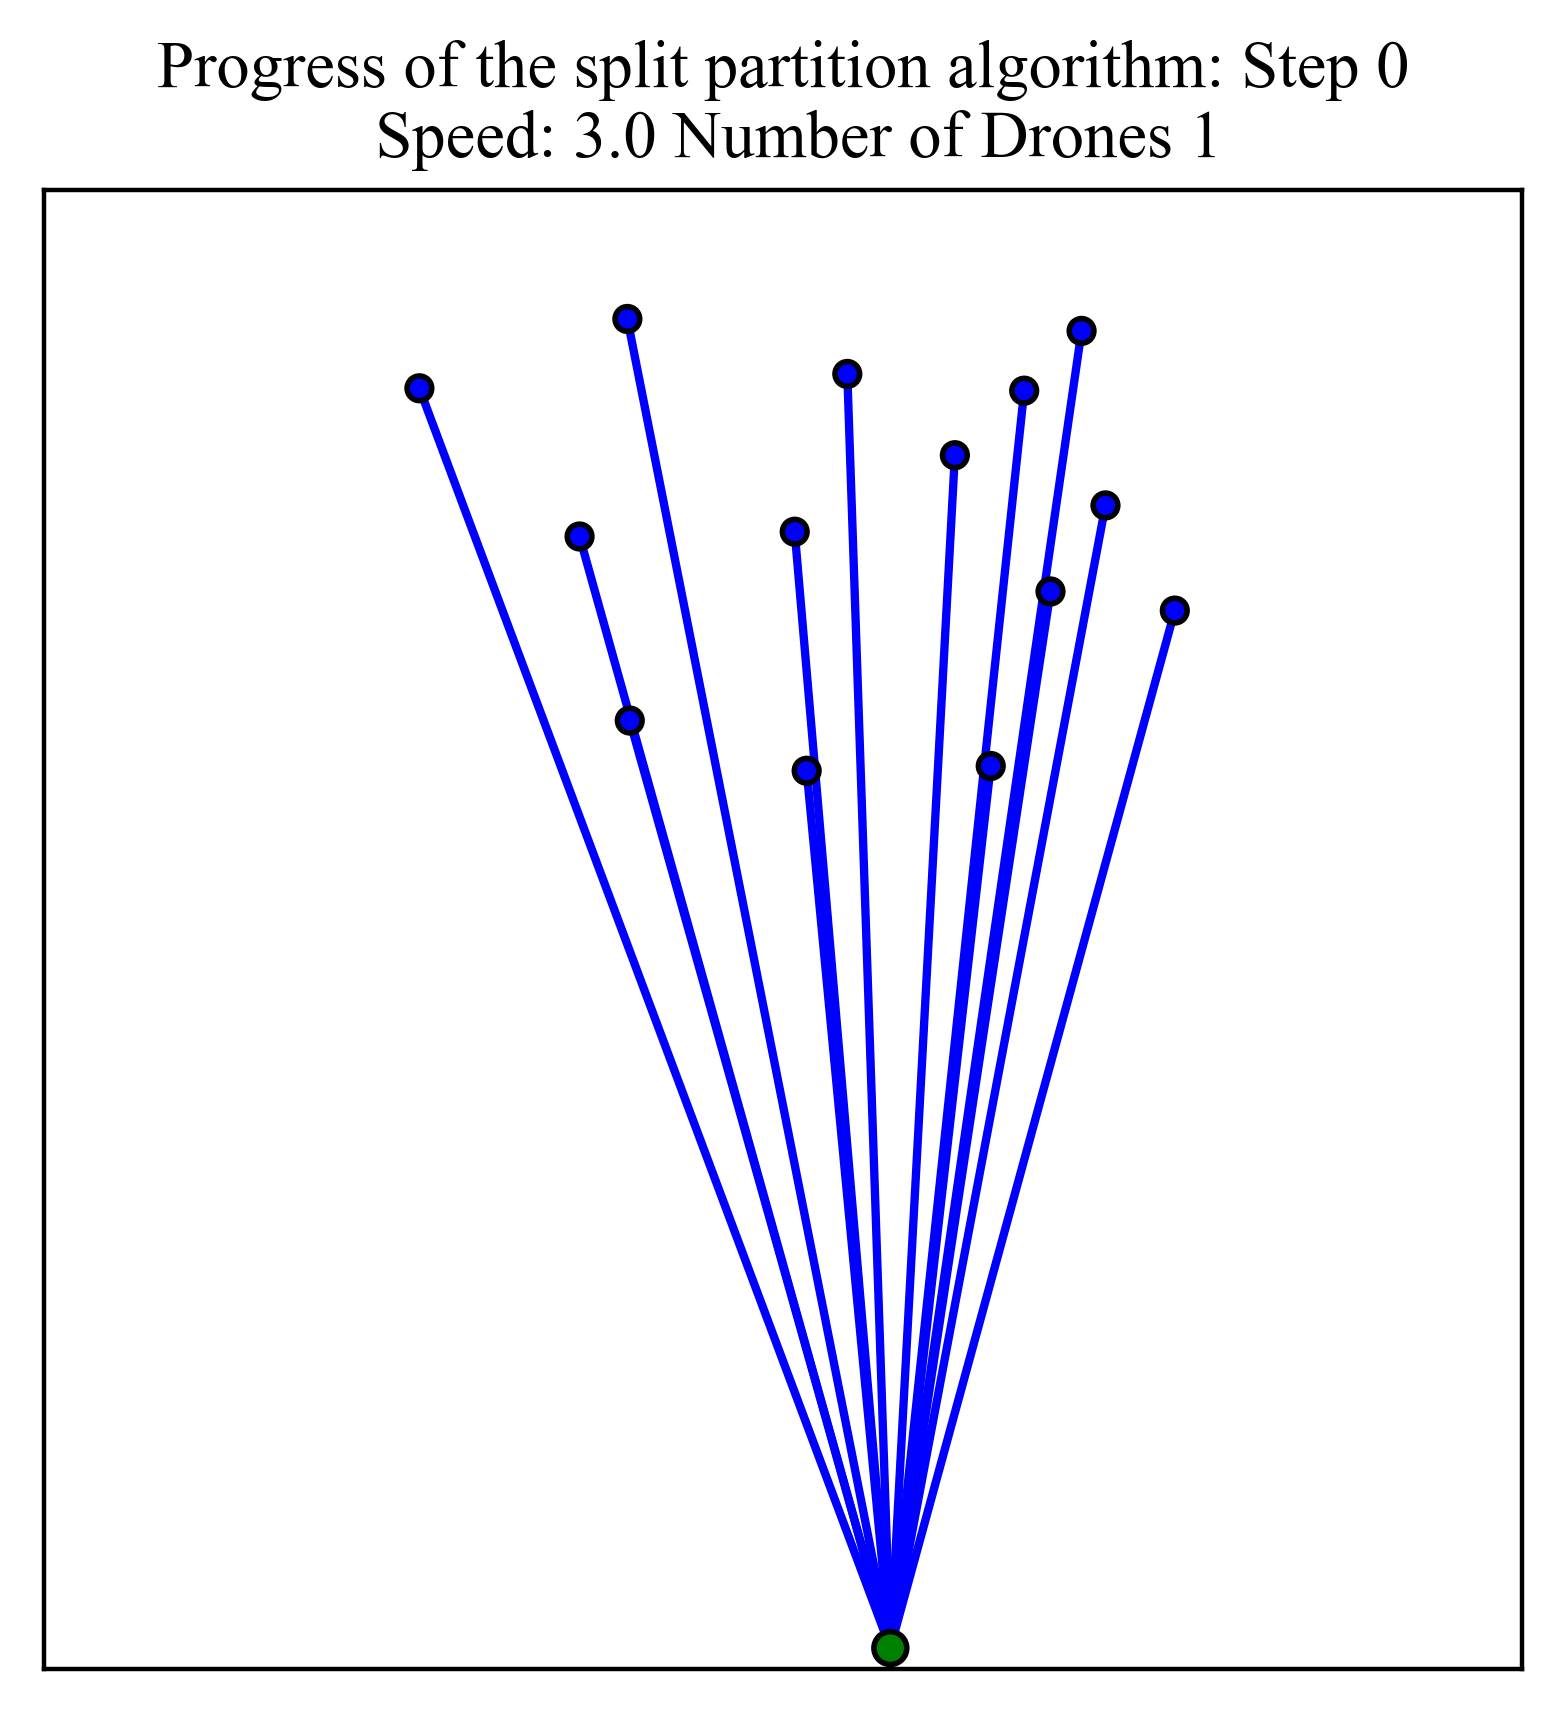 Progress of the split partition algorithm: Step 0
Speed: 3.0 Number of Drones 1